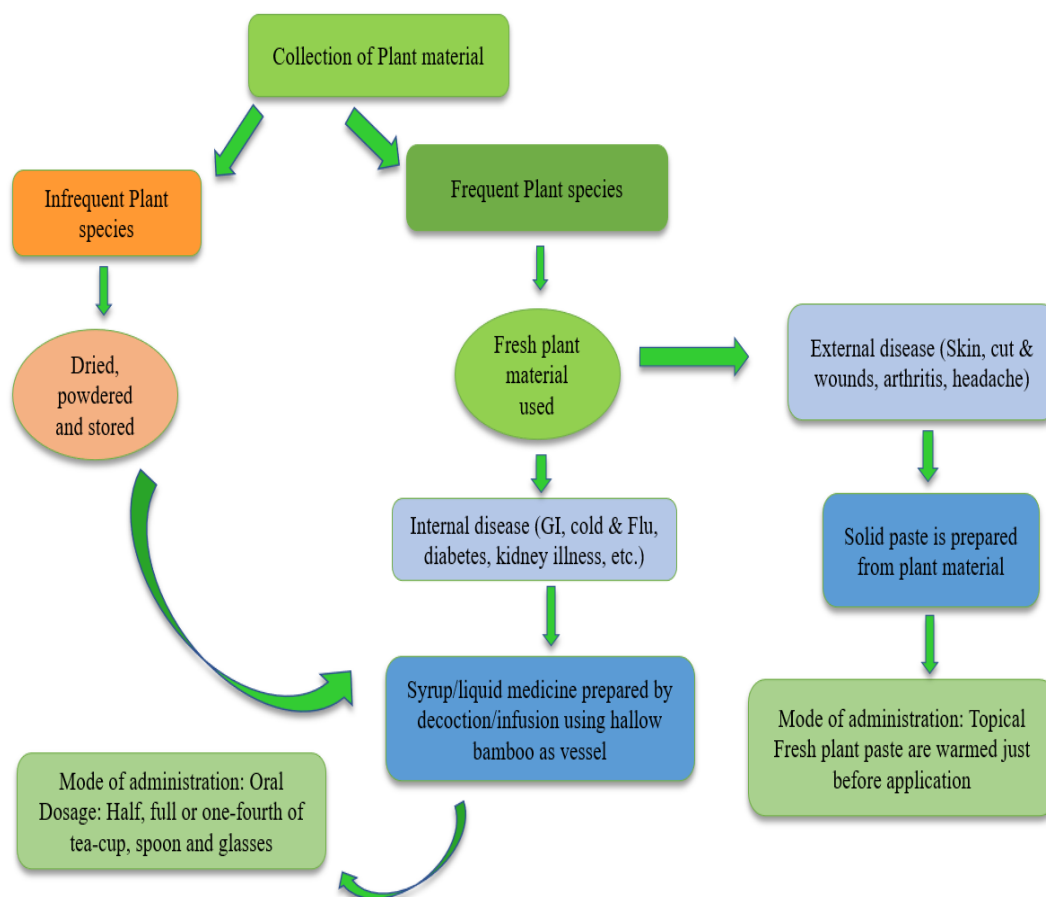 Collection of Plant material
Infrequent Plant
species
Frequent Plant species
Dried,
powdered
and stored
Fresh plant
material
used
External disease (Skin, cut &
wounds, arthritis, headache)
Internal disease (GI, cold & Flu,
diabetes, kidney illness, etc.)
Solid paste is prepared
from plant material
Syrup/liquid medicine prepared by
decoction/infusion using hallow
bamboo as vessel
Mode of administration: Topical
Fresh plant paste are warmed just
before application
Mode of administration: Oral
Dosage: Half, full or one-fourth of
tea-cup, spoon and glasses